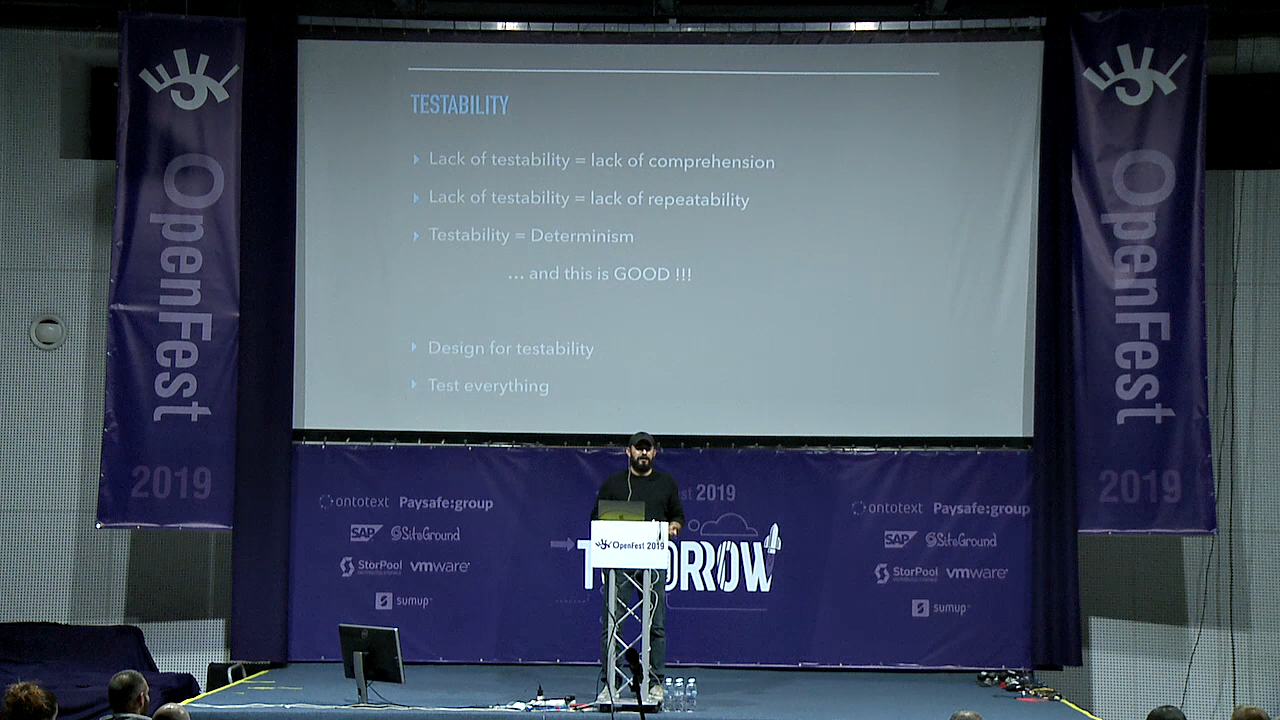 TESTABILITY
Lack of testability = lack of comprehension
Lack of testability = lack of repeatability
Testability = Determinism
... and this is GOOD !!!
Design for testability
Test everything
OpenFest
2019
OpenFest
2019
ontotext Paysafe:group
SAP SiteGround
StorPool vmware
sumup
2019
OpenFest 2019
ontotext Paysafe:group
SAP SiteGround
StorPool vmware
sumup